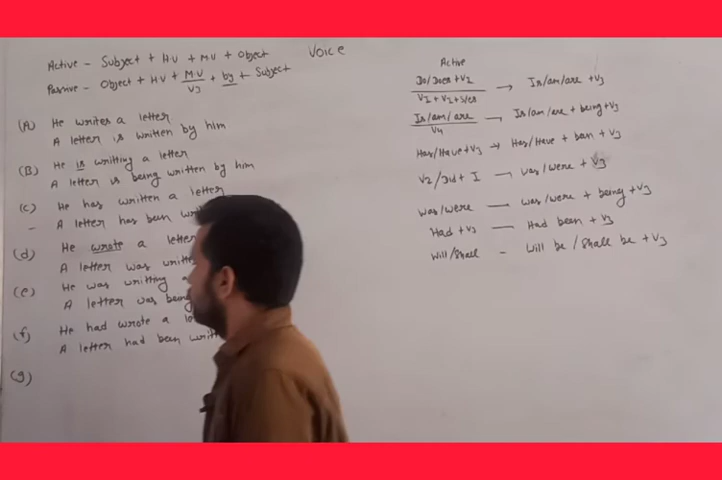 Voice
Active - Subject + HV + MV + Object
Passive - Object + HV + MV + by + Subject
V3
(A) He writes a letter
A letter is written by him
(B) He is writting a letter
A letter is being written by him
(c) He has written a letter
- A letter has been
(d) He wrote a letter
A letter was
(e) He was writting a
A letter was being
(f) He had wrote a
A letter had been
(g)
Active
Do/Does + V1 → Is/am/are + V3
V1 + V1 + s/es
Is/am/are → Is/am/are + being + V3
V4
Has/Have + V3 → Has/Have + been + V3
V2/Did + I → was/were + V3
was/were — was/were + being + V3
Had + V3 — Had been + V3
Will/Shall - Will be / Shall be + V3